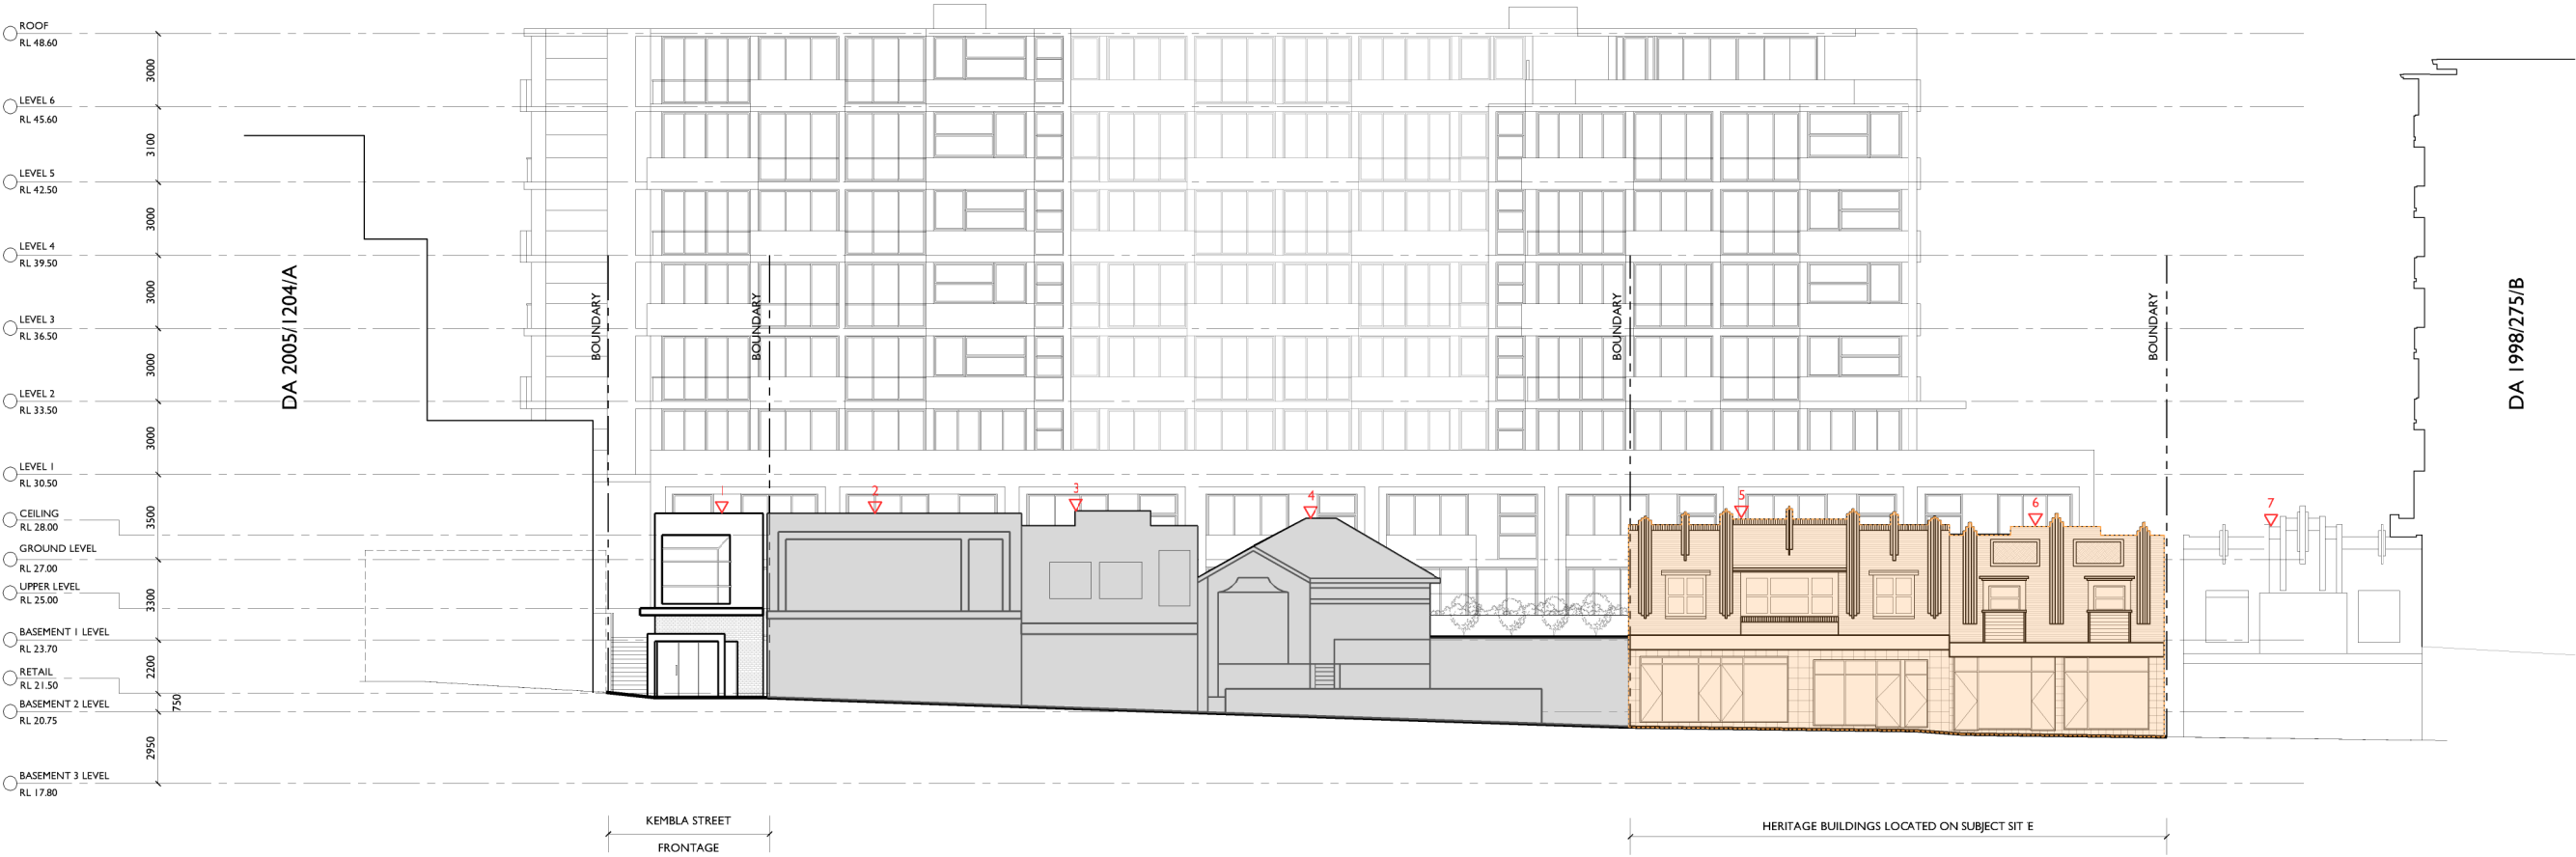 ROOF
RL 48.60
3000
LEVEL 6
RL 45.60
3100
LEVEL 5
RL 42.50
3000
LEVEL 4
RL 39.50
3000
LEVEL 3
RL 36.50
3000
LEVEL 2
RL 33.50
3000
LEVEL 1
RL 30.50
3500
CEILING
RL 28.00
GROUND LEVEL
RL 27.00
UPPER LEVEL
RL 25.00
3300
BASEMENT 1 LEVEL
RL 23.70
2200
RETAIL
RL 21.50
750
BASEMENT 2 LEVEL
RL 20.75
2950
BASEMENT 3 LEVEL
RL 17.80
DA 2005/1204/A
BOUNDARY
BOUNDARY
BOUNDARY
BOUNDARY
DA 1998/275/B
1
2
3
4
5
6
7
KEMBLA STREET
FRONTAGE
HERITAGE BUILDINGS LOCATED ON SUBJECT SIT E